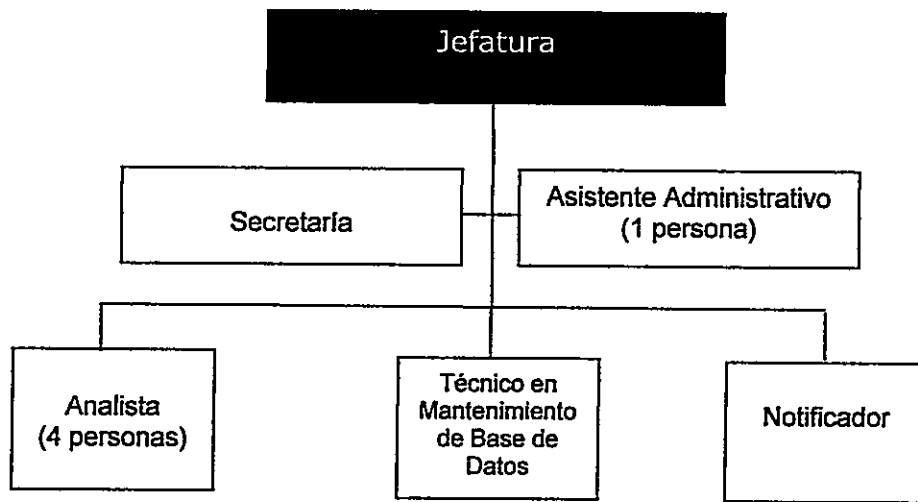 Jefatura
Secretaría
Asistente Administrativo
(1 persona)
Analista
(4 personas)
Técnico en
Mantenimiento
de Base de
Datos
Notificador